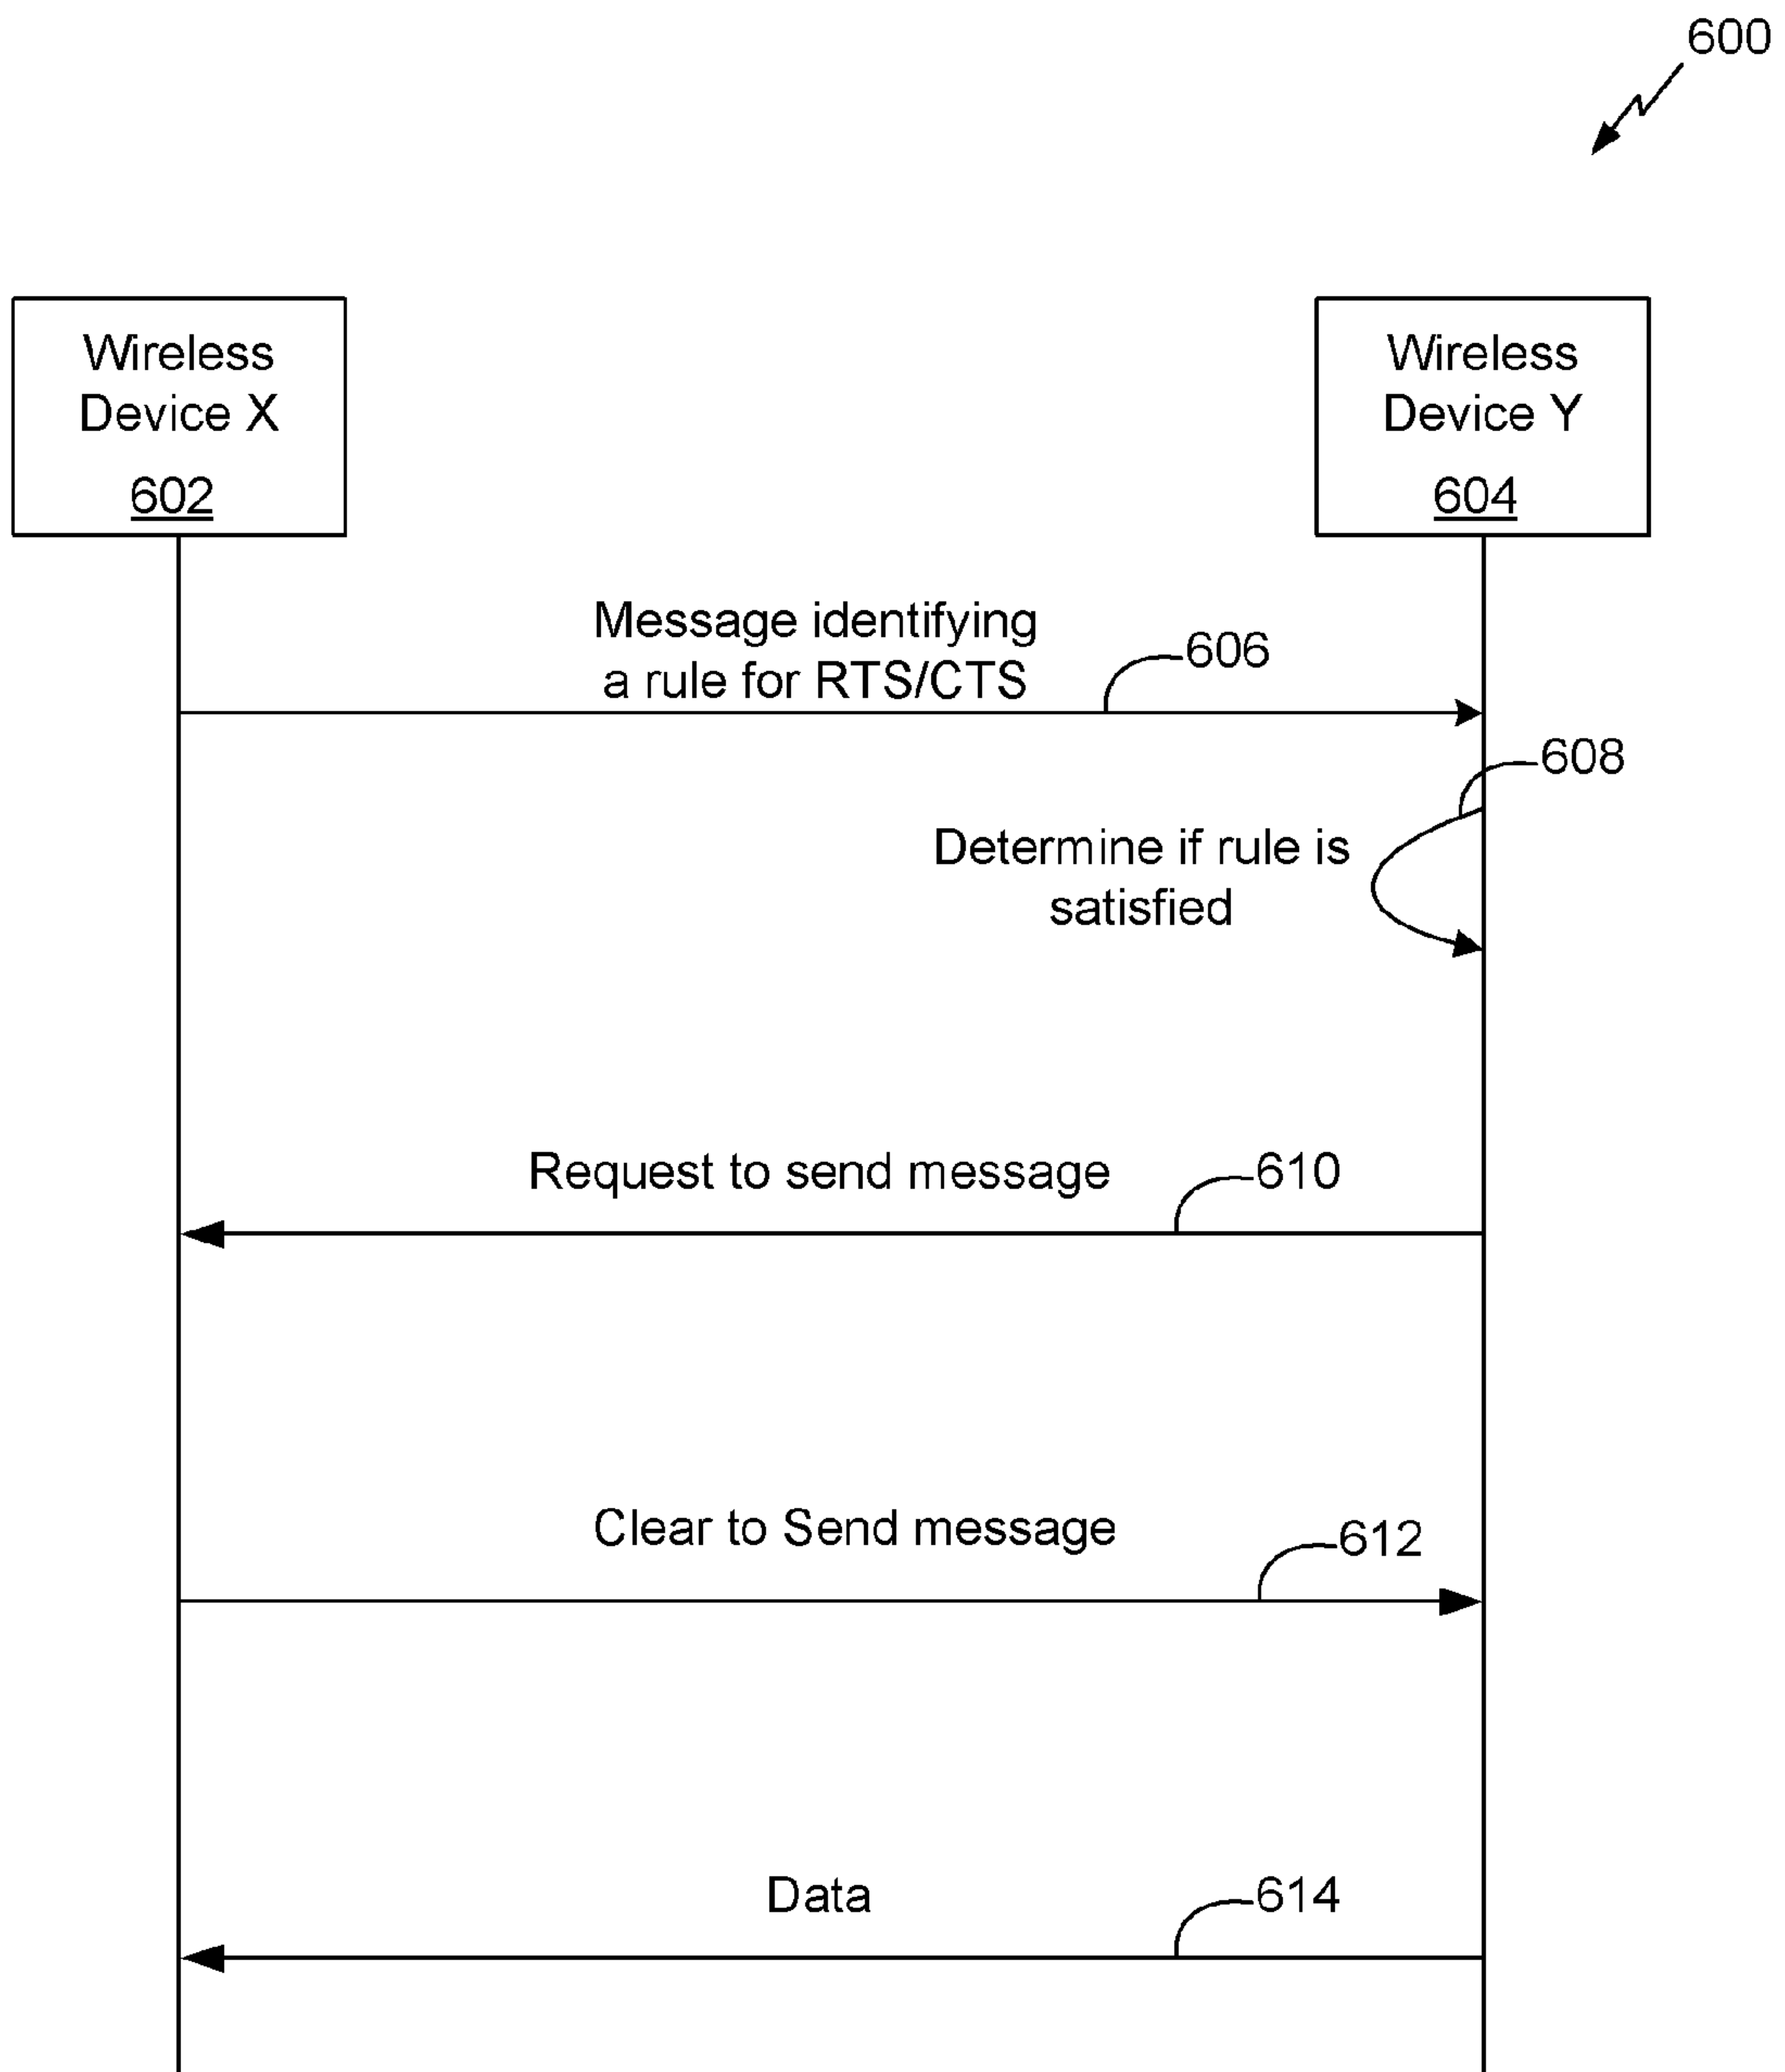 600
Wireless
Device X
602
Wireless
Device Y
604
Message identifying
a rule for RTS/CTS
606
608
Determine if rule is
satisfied
Request to send message
610
Clear to Send message
612
Data
614